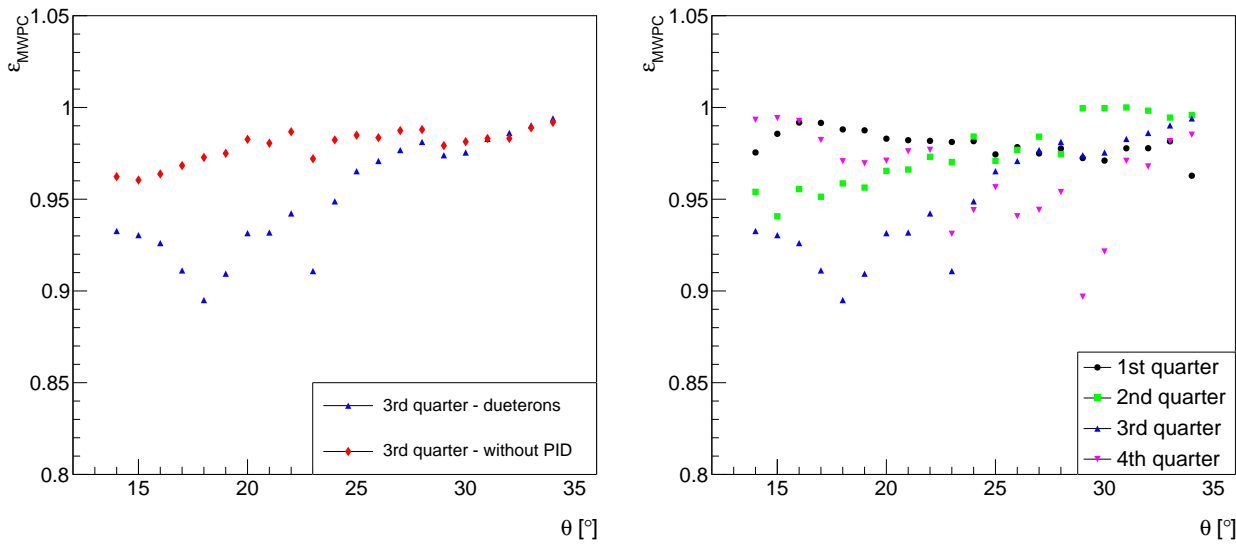 ε_MWPC
1.05
1
0.95
0.9
0.85
0.8
15 20 25 30 35
θ [°]
3rd quarter - dueterons
3rd quarter - without PID
ε_MWPC
1.05
1
0.95
0.9
0.85
0.8
15 20 25 30 35
θ [°]
1st quarter
2nd quarter
3rd quarter
4th quarter